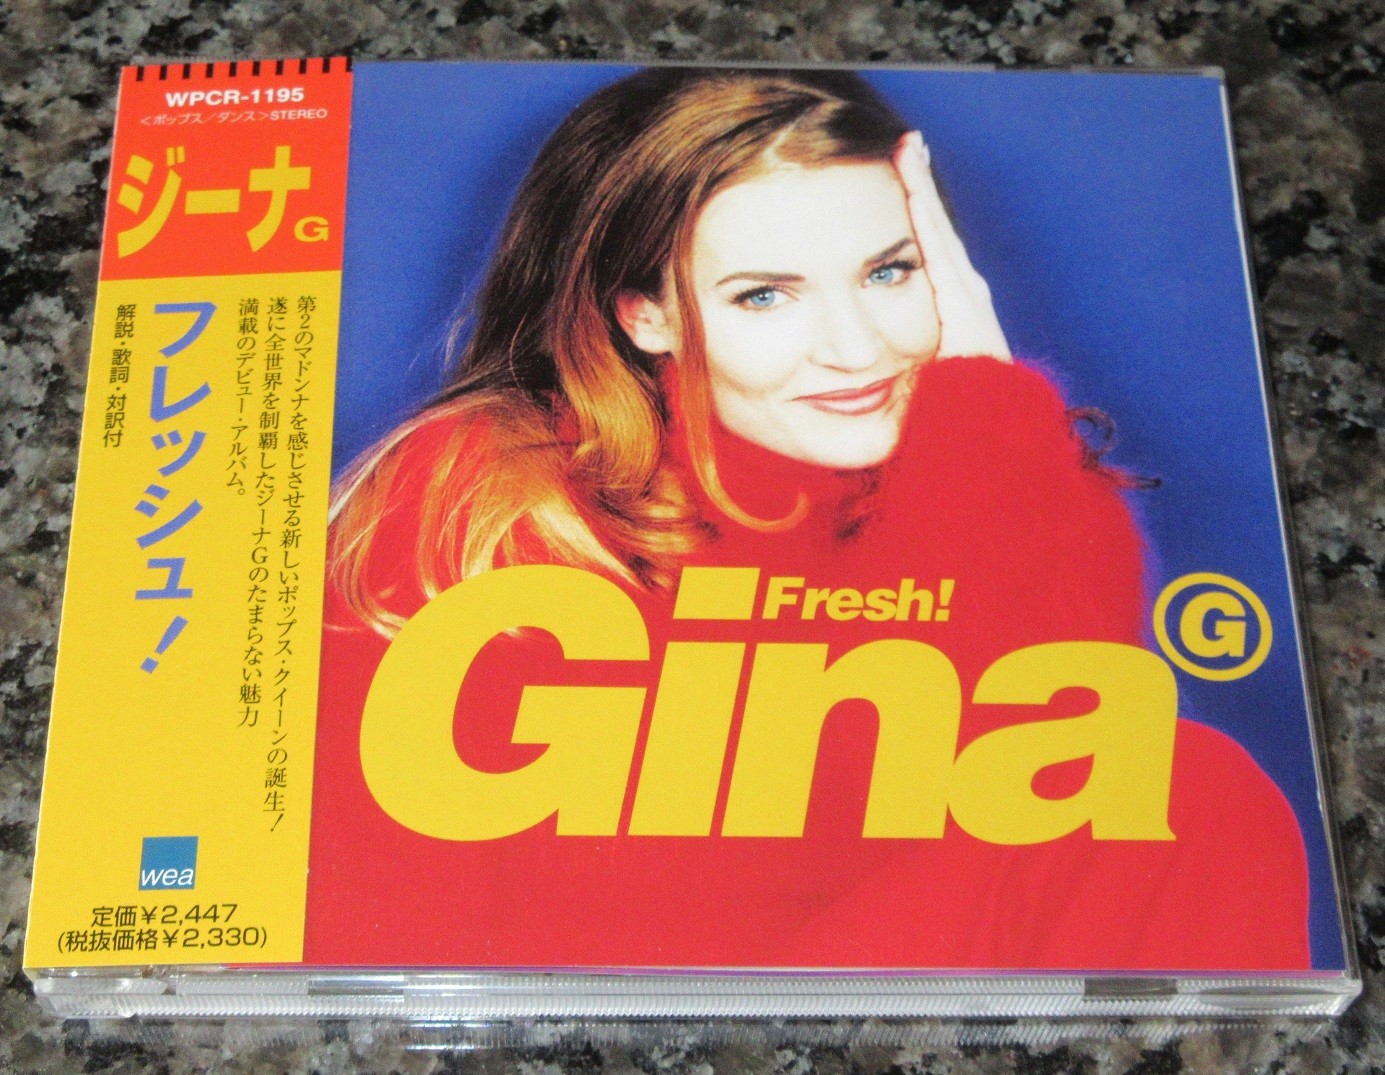 WPCR-1195
<ポップス／ダンス>STEREO
ジーナG
第2のマドンナを感じさせる新しいポップス・クイーンの誕生！
遂に全世界を制覇したジーナGのたまらない魅力
満載のデビュー・アルバム。
フレッシュ！
解説・歌詞・対訳付
wea
定価￥2,447
(税抜価格￥2,330)
Fresh!
Gina
G